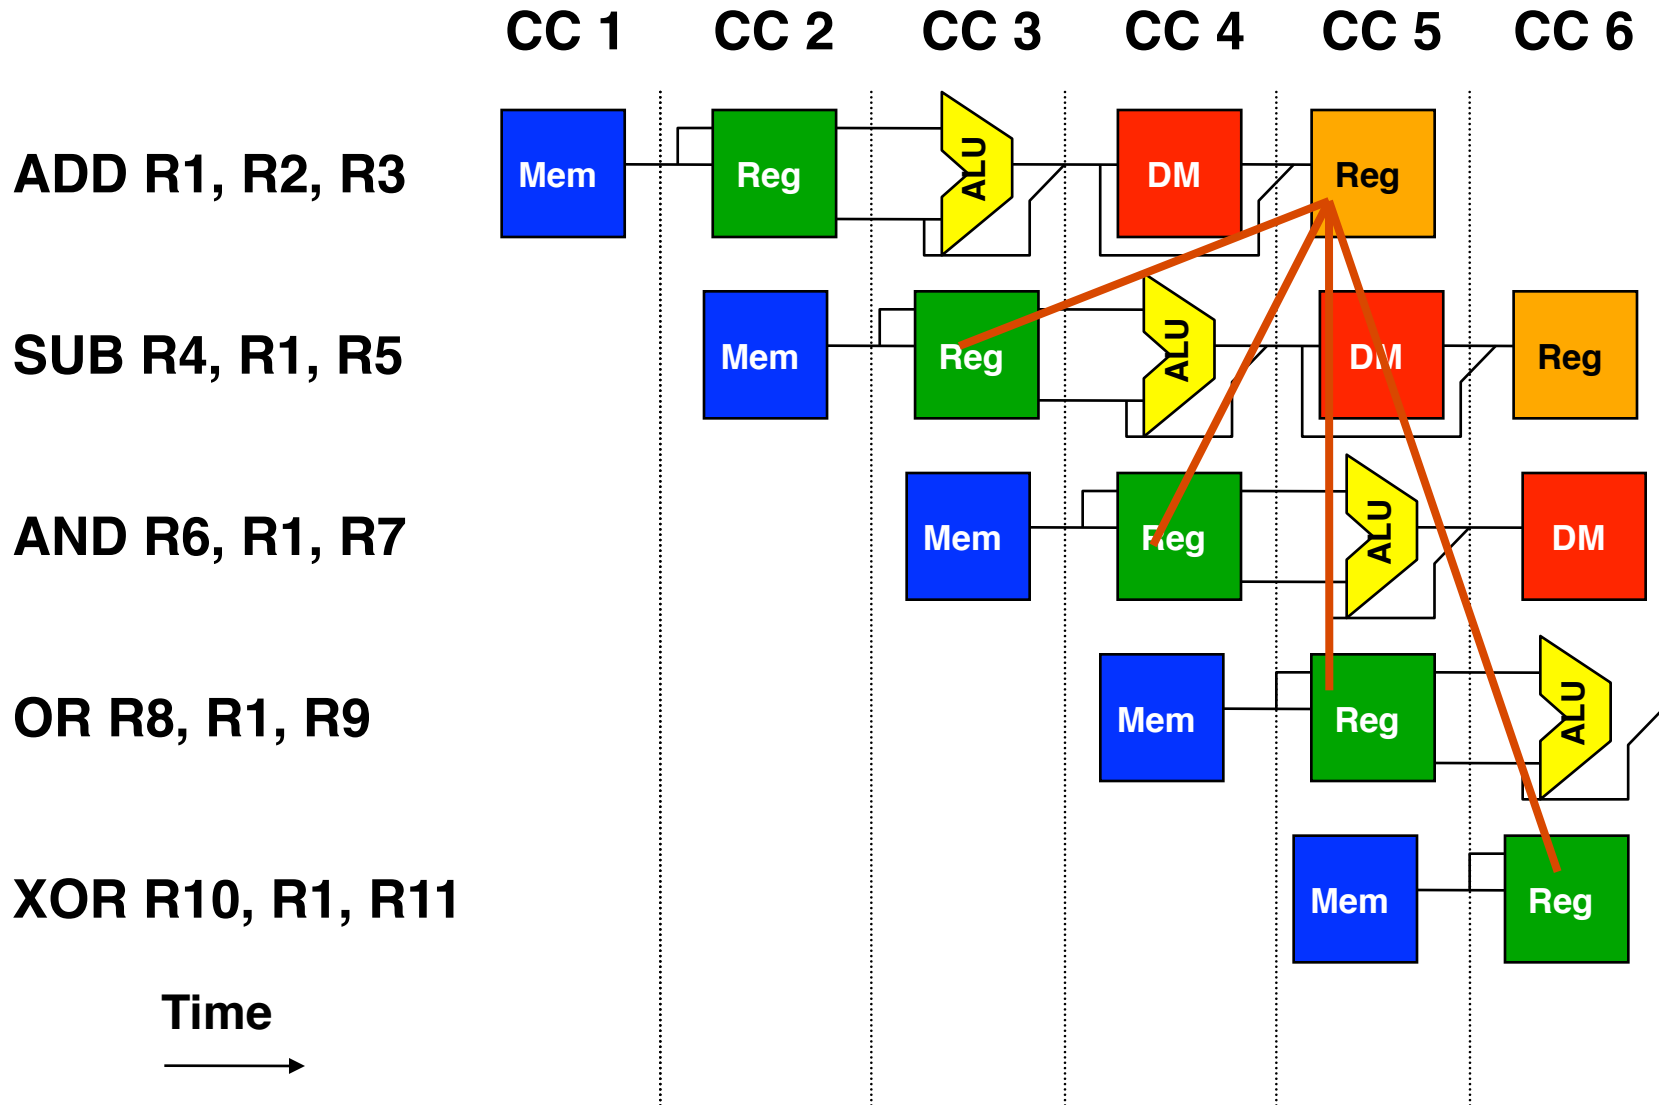 CC 1 CC 2 CC 3 CC 4 CC 5 CC 6
ADD R1, R2, R3 Mem Reg ALU DM Reg
SUB R4, R1, R5 Mem Reg ALU DM Reg
AND R6, R1, R7 Mem Reg ALU DM
OR R8, R1, R9 Mem Reg ALU
XOR R10, R1, R11 Mem Reg
Time